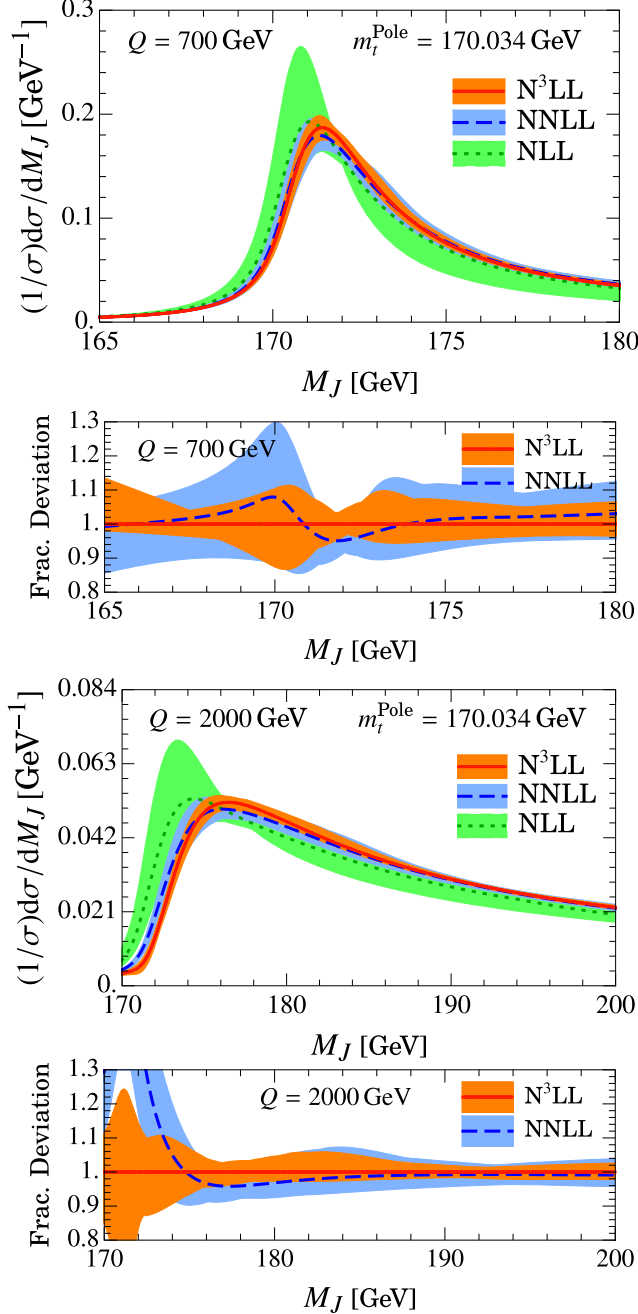 0.3
Q = 700 GeV
m_t^Pole = 170.034 GeV
N³LL
NNLL
NLL
0.2
0.1
0.
(1/σ)dσ/dM_J [GeV⁻¹]
165 170 175 180
M_J [GeV]
1.3
1.2
1.1
1
0.9
0.8
Frac. Deviation
Q = 700 GeV
N³LL
NNLL
165 170 175 180
M_J [GeV]
0.084
0.063
0.042
0.021
0.
(1/σ)dσ/dM_J [GeV⁻¹]
Q = 2000 GeV
m_t^Pole = 170.034 GeV
N³LL
NNLL
NLL
170 180 190 200
M_J [GeV]
1.3
1.2
1.1
1
0.9
0.8
Frac. Deviation
Q = 2000 GeV
N³LL
NNLL
170 180 190 200
M_J [GeV]